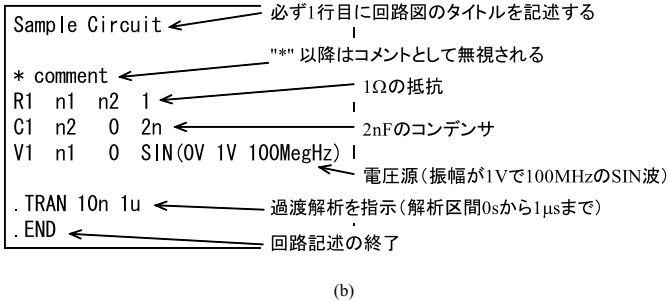 Sample Circuit
必ず1行目に回路図のタイトルを記述する
"*" 以降はコメントとして無視される
* comment
R1 n1 n2 1
1Ωの抵抗
C1 n2 0 2n
2nFのコンデンサ
V1 n1 0 SIN(0V 1V 100MegHz)
電圧源(振幅が1Vで100MHzのSIN波)
.TRAN 10n 1u
過渡解析を指示(解析区間0sから1μsまで)
.END
回路記述の終了
(b)